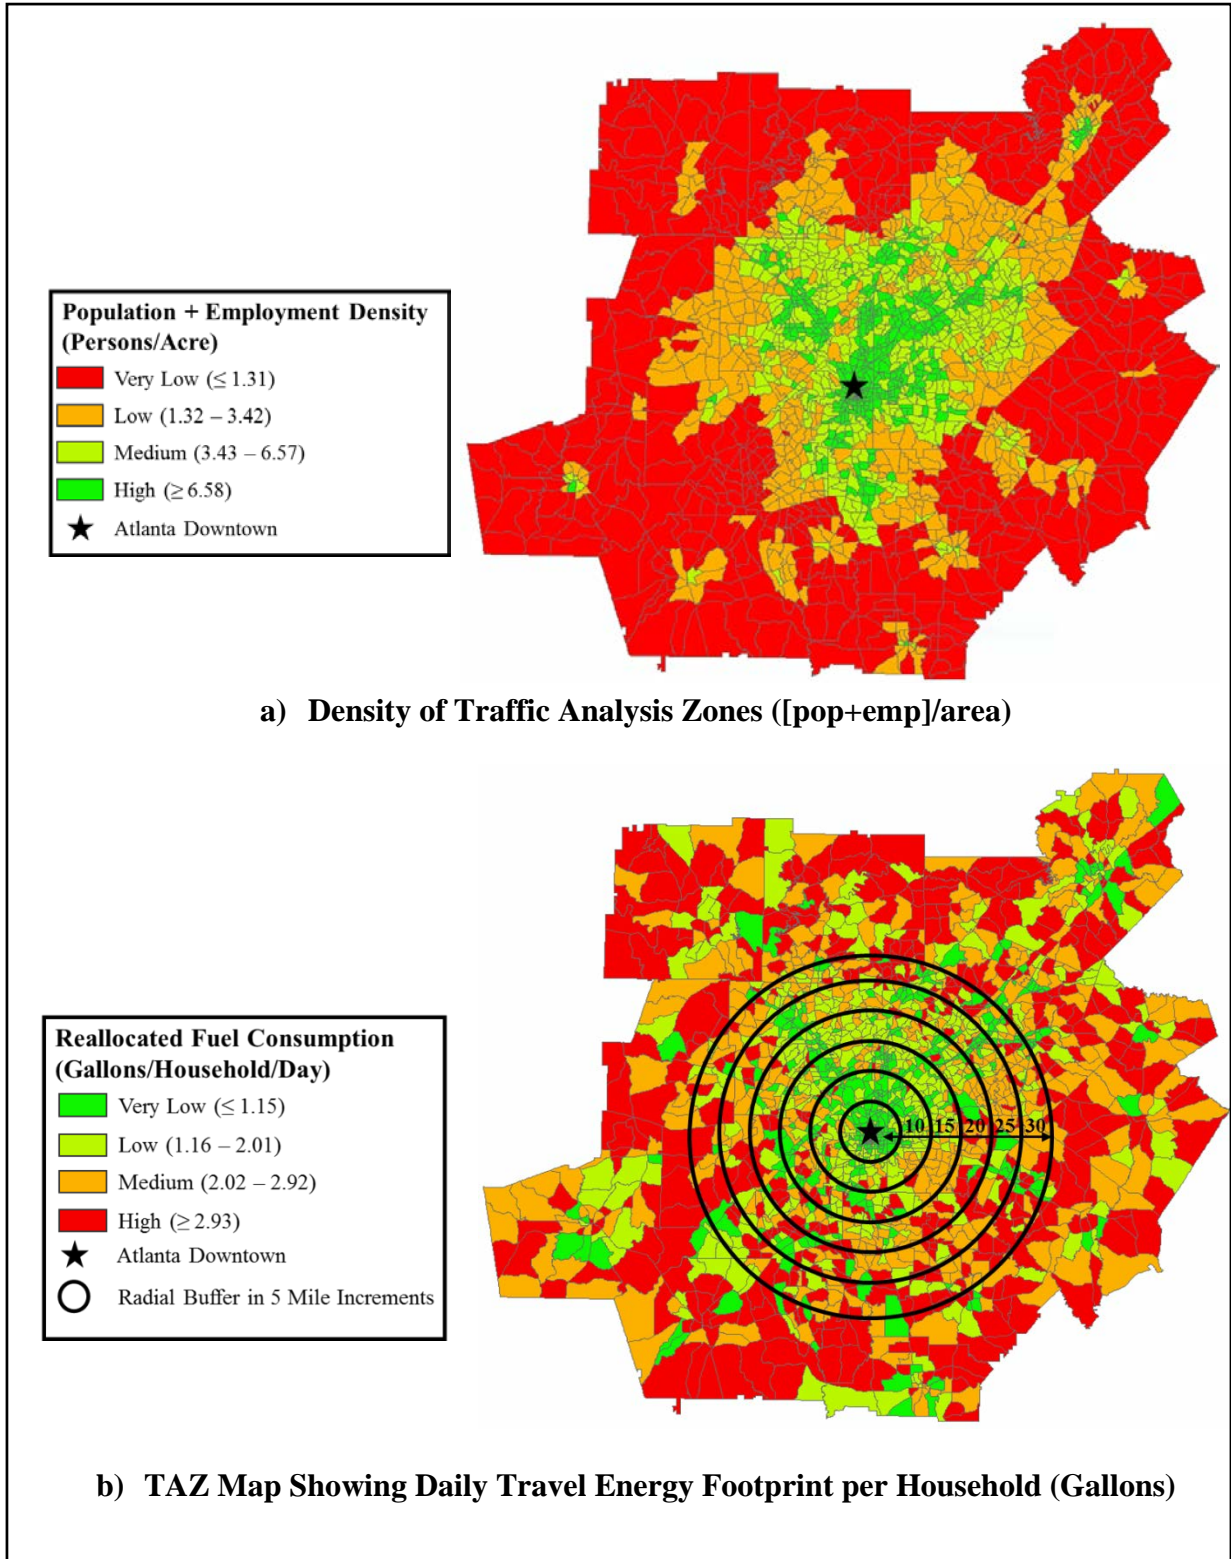 Population + Employment Density
(Persons/Acre)
Very Low (≤ 1.31)
Low (1.32 – 3.42)
Medium (3.43 – 6.57)
High (≥ 6.58)
Atlanta Downtown
a) Density of Traffic Analysis Zones ([pop+emp]/area)
10 15 20 25 30
Reallocated Fuel Consumption
(Gallons/Household/Day)
Very Low (≤ 1.15)
Low (1.16 – 2.01)
Medium (2.02 – 2.92)
High (≥ 2.93)
Atlanta Downtown
Radial Buffer in 5 Mile Increments
b) TAZ Map Showing Daily Travel Energy Footprint per Household (Gallons)